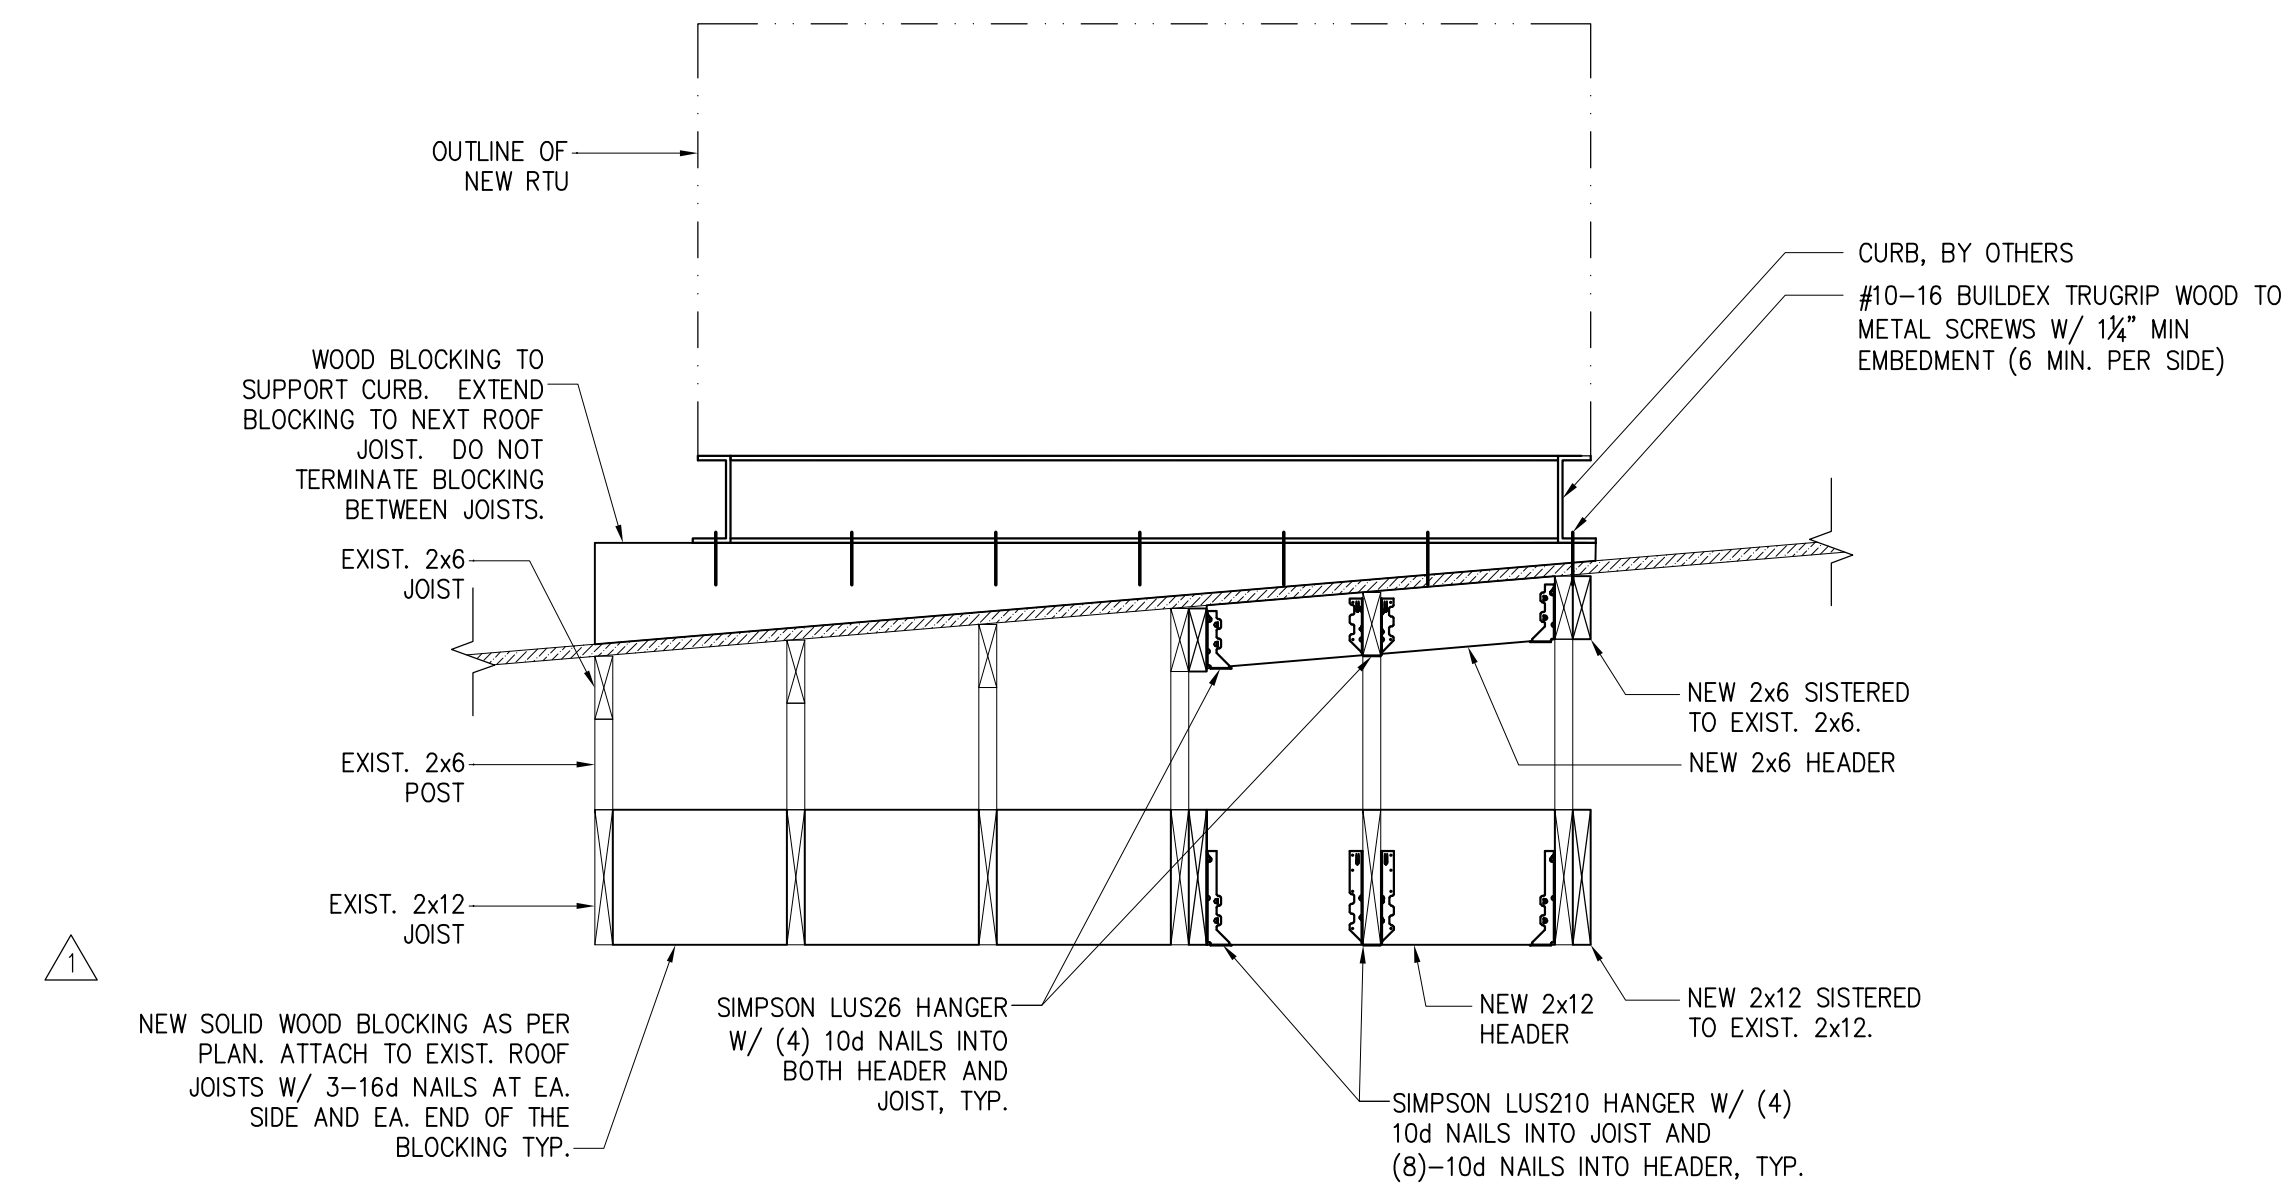 OUTLINE OF
NEW RTU
CURB, BY OTHERS
#10-16 BUILDEX TRUGRIP WOOD TO
METAL SCREWS W/ 1¼" MIN
EMBEDMENT (6 MIN. PER SIDE)
WOOD BLOCKING TO
SUPPORT CURB. EXTEND
BLOCKING TO NEXT ROOF
JOIST. DO NOT
TERMINATE BLOCKING
BETWEEN JOISTS.
EXIST. 2x6
JOIST
NEW 2x6 SISTERED
TO EXIST. 2x6.
NEW 2x6 HEADER
EXIST. 2x6
POST
EXIST. 2x12
JOIST
1
NEW SOLID WOOD BLOCKING AS PER
PLAN. ATTACH TO EXIST. ROOF
JOISTS W/ 3-16d NAILS AT EA.
SIDE AND EA. END OF THE
BLOCKING TYP.
SIMPSON LUS26 HANGER
W/ (4) 10d NAILS INTO
BOTH HEADER AND
JOIST, TYP.
NEW 2x12
HEADER
NEW 2x12 SISTERED
TO EXIST. 2x12.
SIMPSON LUS210 HANGER W/ (4)
10d NAILS INTO JOIST AND
(8)-10d NAILS INTO HEADER, TYP.